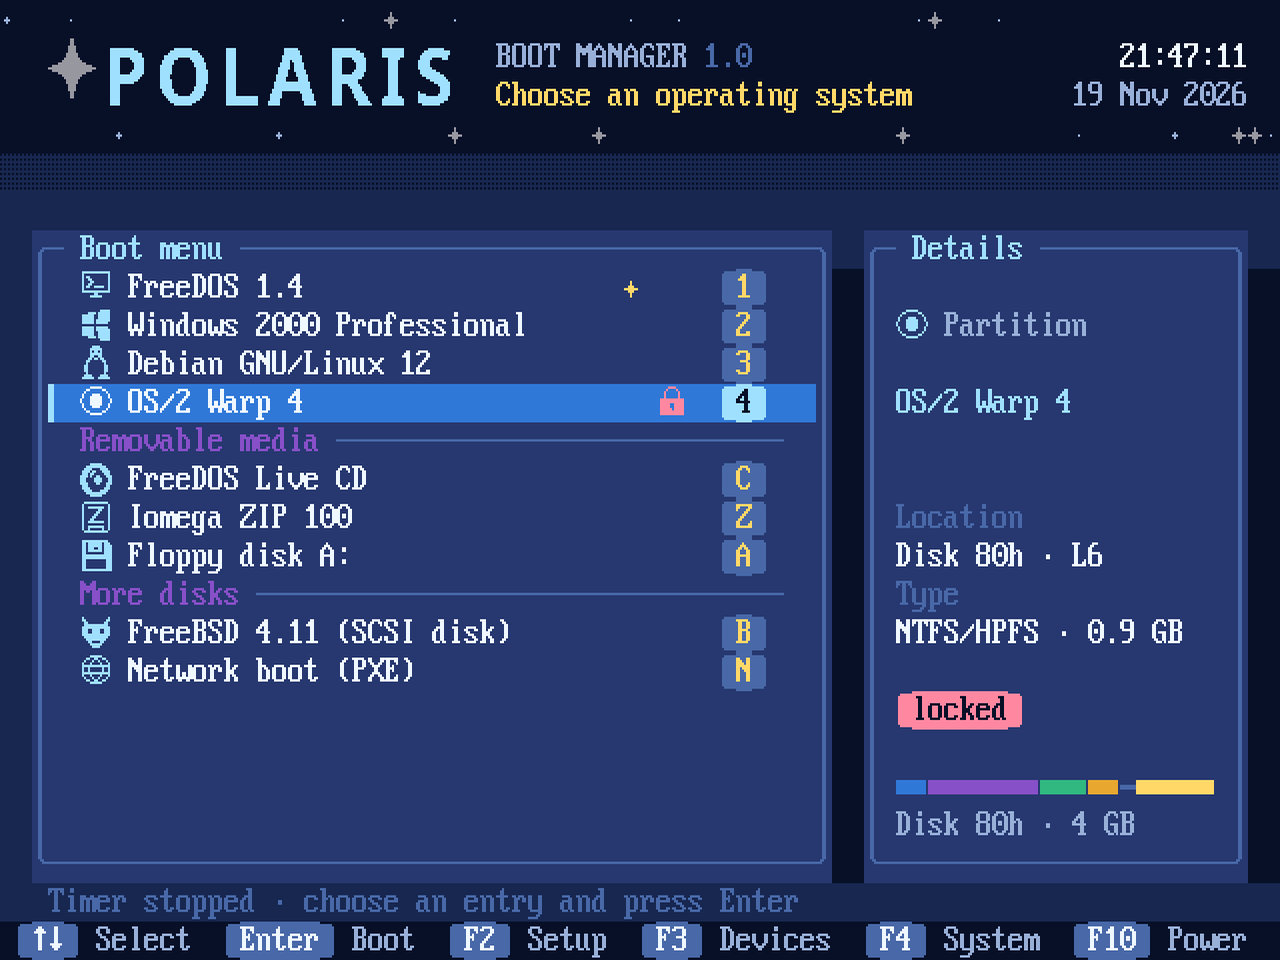 POLARIS
BOOT MANAGER 1.0
Choose an operating system
21:47:11
19 Nov 2026
Boot menu
FreeDOS 1.4 1
Windows 2000 Professional 2
Debian GNU/Linux 12 3
OS/2 Warp 4 4
Removable media
FreeDOS Live CD C
Iomega ZIP 100 Z
Floppy disk A: A
More disks
FreeBSD 4.11 (SCSI disk) B
Network boot (PXE) N
Details
Partition
OS/2 Warp 4
Location
Disk 80h · L6
Type
NTFS/HPFS · 0.9 GB
locked
Disk 80h · 4 GB
Timer stopped · choose an entry and press Enter
↑↓ Select Enter Boot F2 Setup F3 Devices F4 System F10 Power